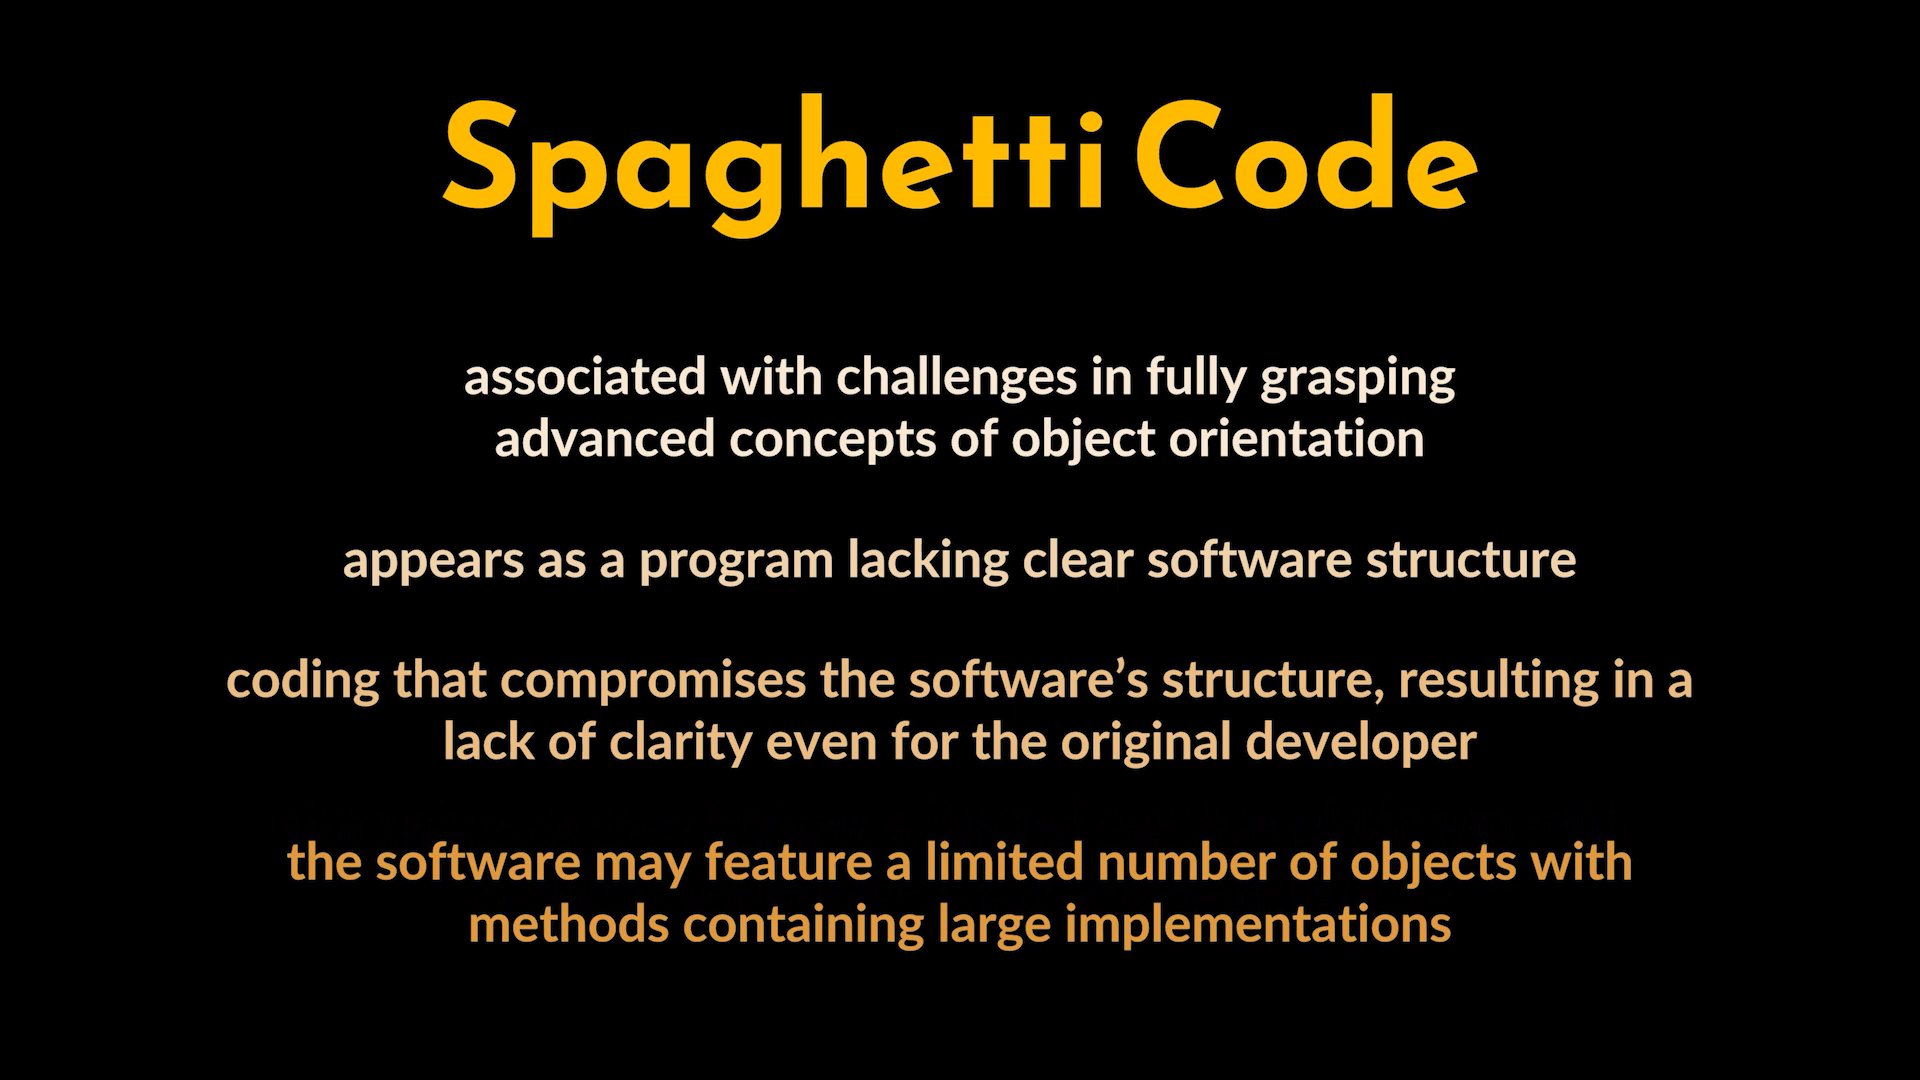 Spaghetti Code
associated with challenges in fully grasping
advanced concepts of object orientation
appears as a program lacking clear software structure
coding that compromises the software’s structure, resulting in a
lack of clarity even for the original developer
the software may feature a limited number of objects with
methods containing large implementations